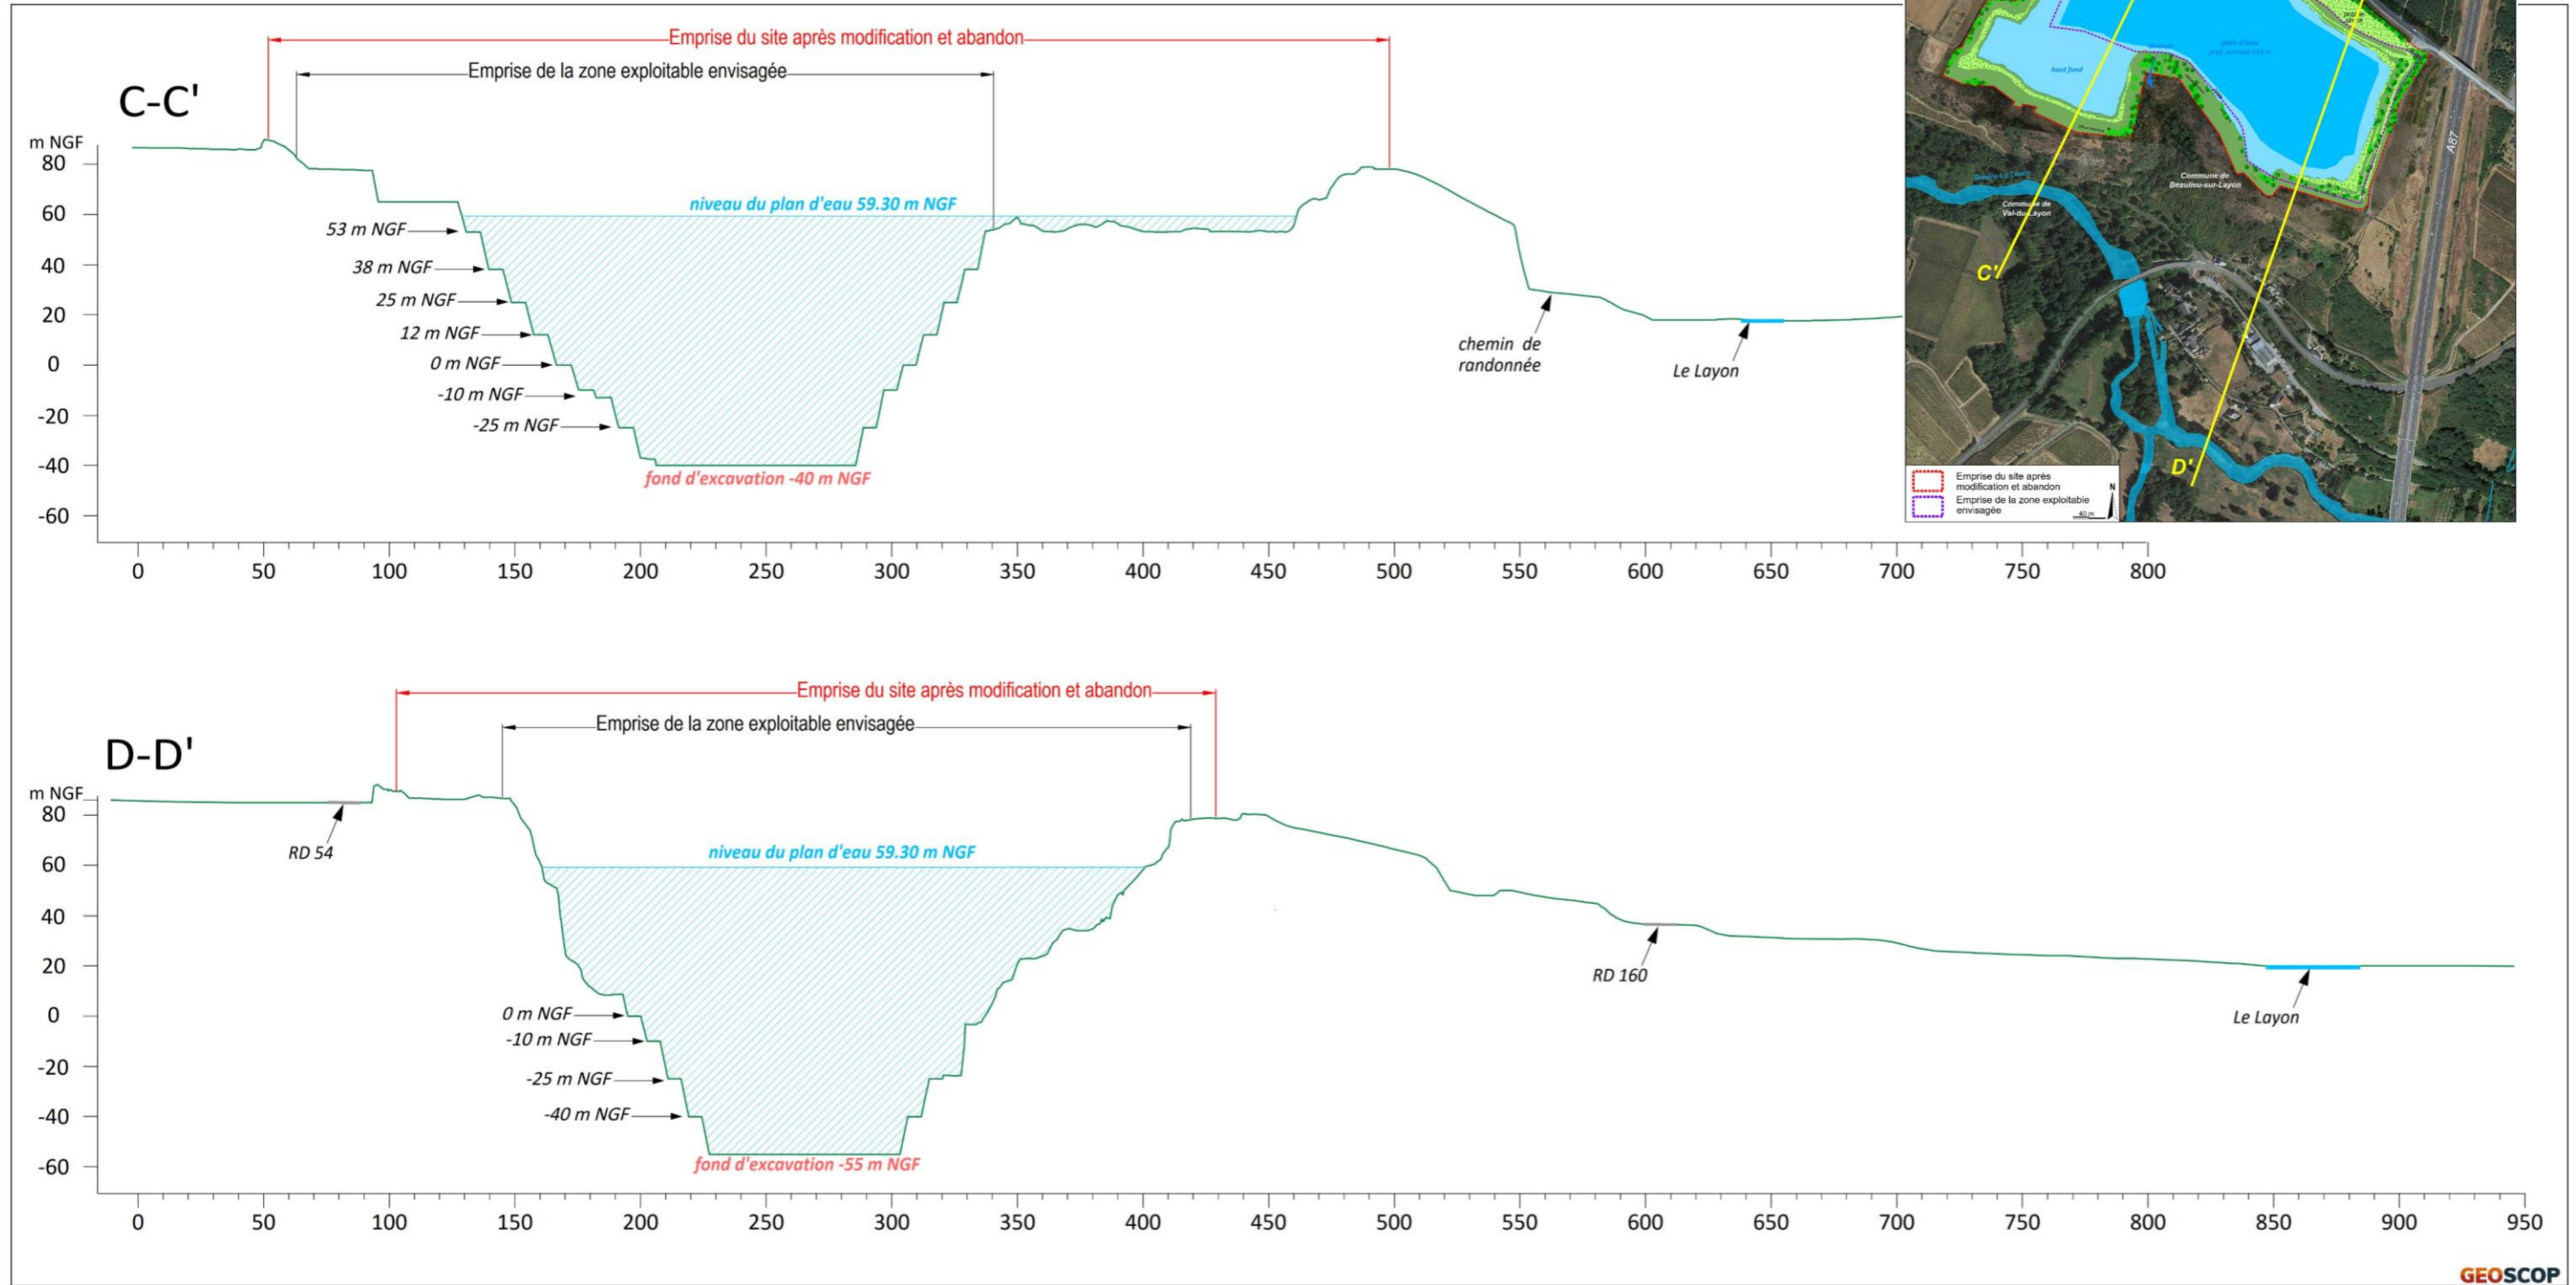 Emprise du site après modification et abandon
Emprise de la zone exploitable envisagée
C-C'
m NGF
80
60
40
20
0
-20
-40
-60
niveau du plan d'eau 59.30 m NGF
53 m NGF
38 m NGF
25 m NGF
12 m NGF
0 m NGF
-10 m NGF
-25 m NGF
fond d'excavation -40 m NGF
chemin de
randonnée
Le Layon
0 50 100 150 200 250 300 350 400 450 500 550 600 650 700 750 800
plan d'eau
prof. environ 114 m
haut fond
A87
Commune de
Beaulieu-sur-Layon
Commune de
Val-du-Layon
C'
D'
Emprise du site après
modification et abandon
Emprise de la zone exploitable
envisagée
N
40 m
Emprise du site après modification et abandon
Emprise de la zone exploitable envisagée
D-D'
m NGF
80
60
40
20
0
-20
-40
-60
RD 54
niveau du plan d'eau 59.30 m NGF
0 m NGF
-10 m NGF
-25 m NGF
-40 m NGF
fond d'excavation -55 m NGF
RD 160
Le Layon
0 50 100 150 200 250 300 350 400 450 500 550 600 650 700 750 800 850 900 950
GEOSCOP